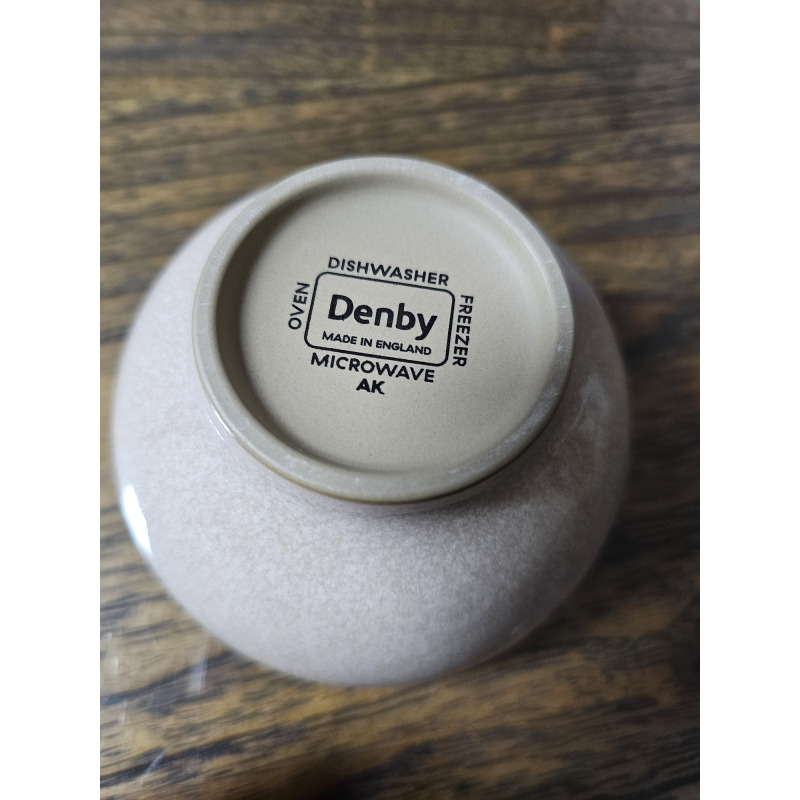 DISHWASHER
OVEN
Denby
MADE IN ENGLAND
FREEZER
MICROWAVE
AK